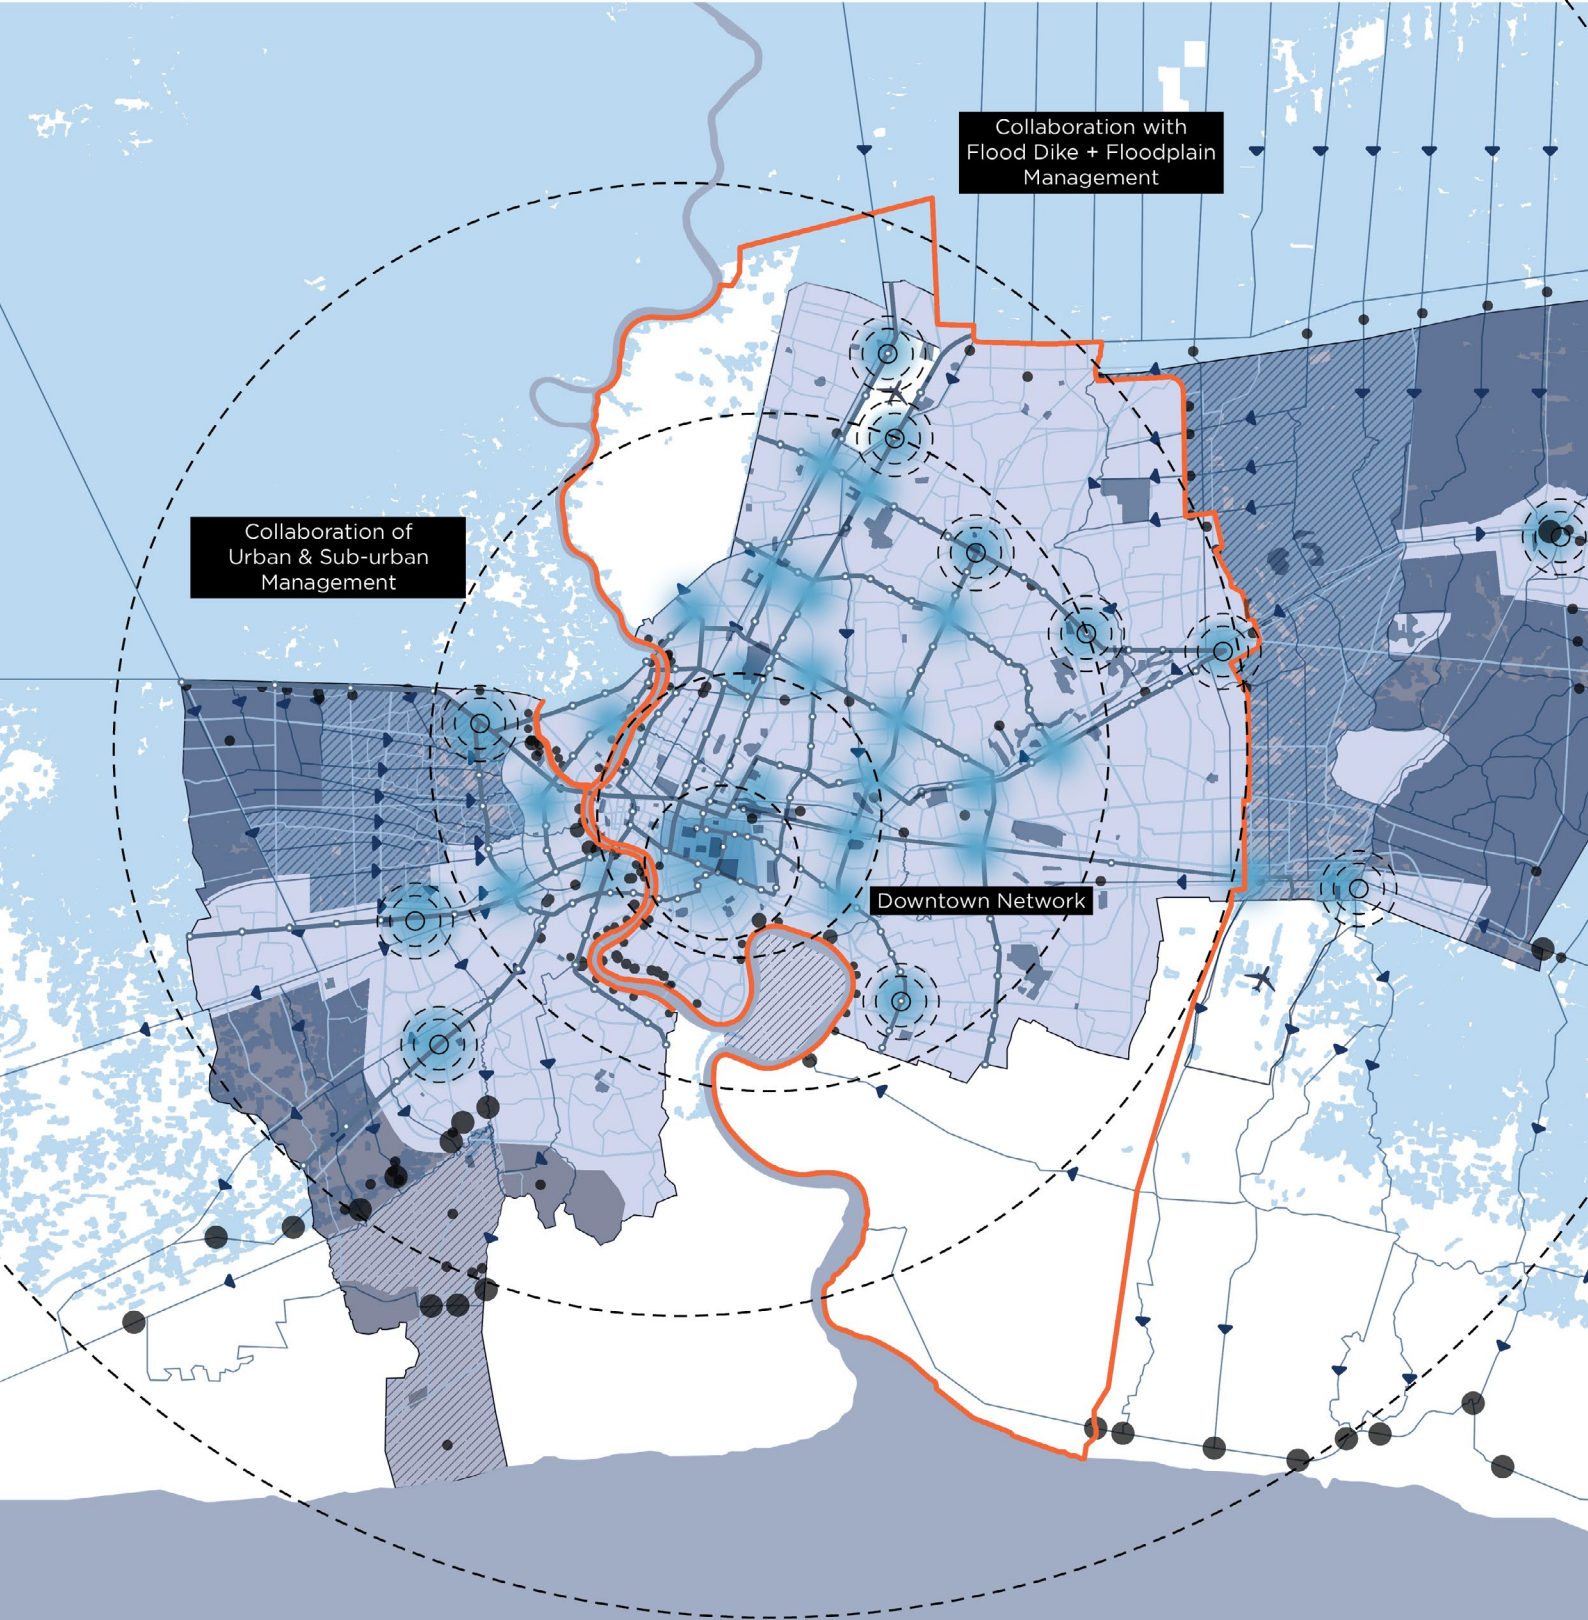 Collaboration with
Flood Dike + Floodplain
Management
Collaboration of
Urban & Sub-urban
Management
Downtown Network